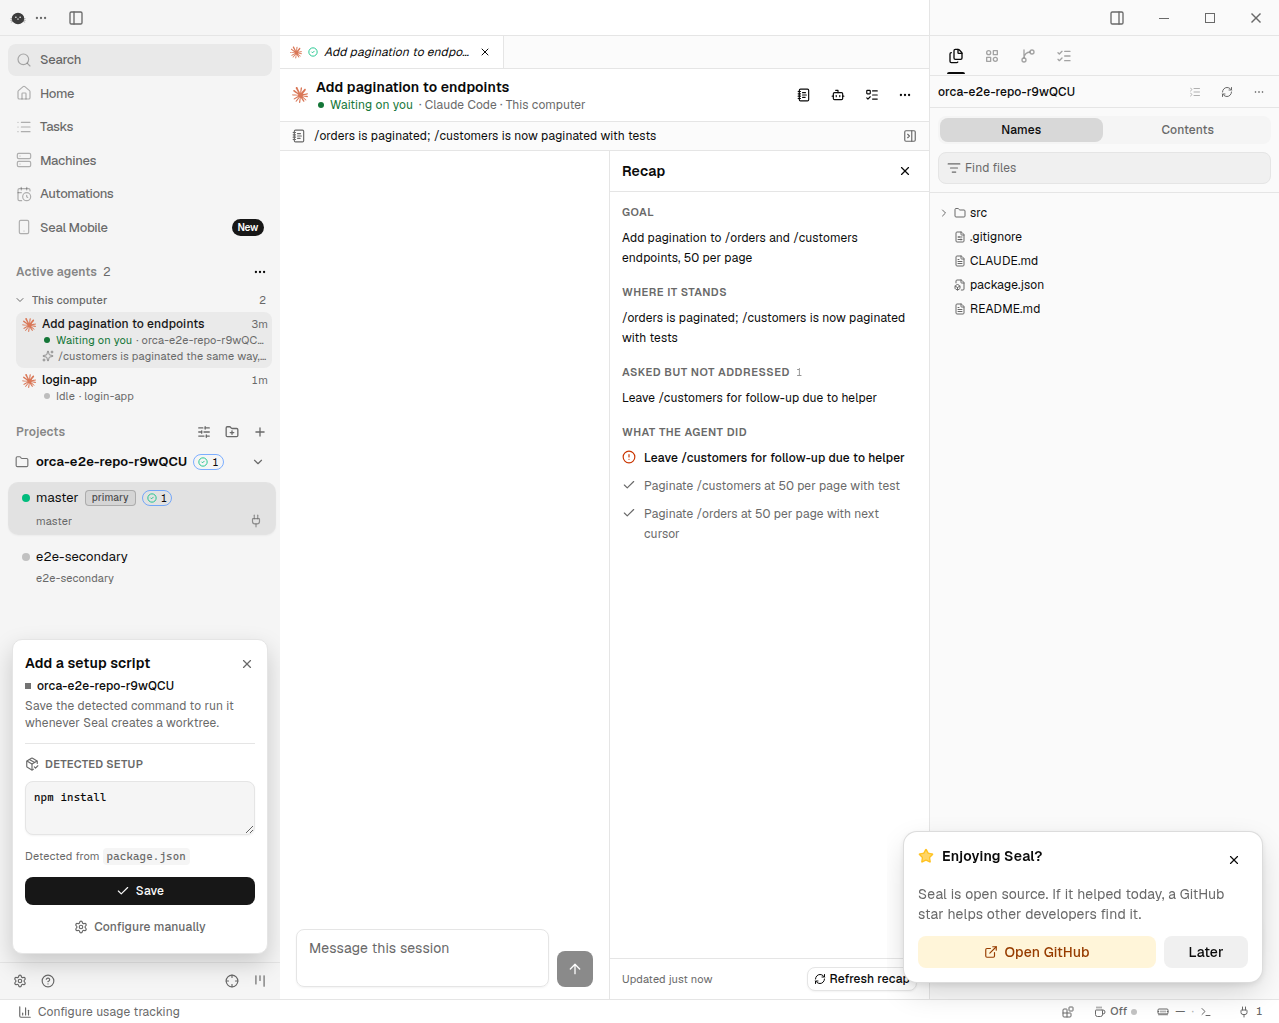 Search
Home
Tasks
Machines
Automations
Seal Mobile
New
Active agents 2
This computer 2
Add pagination to endpoints 3m
Waiting on you · orca-e2e-repo-r9wQC...
/customers is paginated the same way,...
login-app 1m
Idle · login-app
Projects
orca-e2e-repo-r9wQCU 1
master primary 1
master
e2e-secondary
e2e-secondary
Add a setup script
orca-e2e-repo-r9wQCU
Save the detected command to run it
whenever Seal creates a worktree.
DETECTED SETUP
npm install
Detected from package.json
Save
Configure manually
Configure usage tracking
Add pagination to endpo...
Add pagination to endpoints
Waiting on you · Claude Code · This computer
/orders is paginated; /customers is now paginated with tests
Message this session
Recap
GOAL
Add pagination to /orders and /customers
endpoints, 50 per page
WHERE IT STANDS
/orders is paginated; /customers is now paginated
with tests
ASKED BUT NOT ADDRESSED 1
Leave /customers for follow-up due to helper
WHAT THE AGENT DID
Leave /customers for follow-up due to helper
Paginate /customers at 50 per page with test
Paginate /orders at 50 per page with next
cursor
Updated just now
Refresh recap
orca-e2e-repo-r9wQCU
Names
Contents
Find files
src
.gitignore
CLAUDE.md
package.json
README.md
Enjoying Seal?
Seal is open source. If it helped today, a GitHub
star helps other developers find it.
Open GitHub
Later
Off
— ·
1